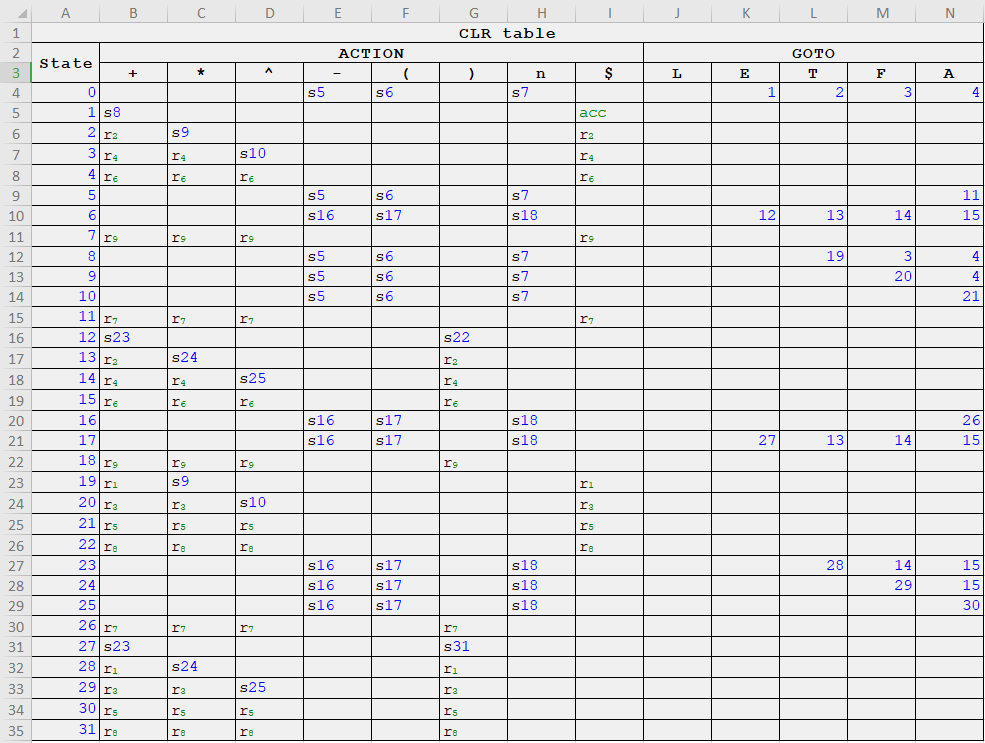 A B C D E F G H I J K L M N
1 CLR table
2 State ACTION GOTO
3 + * ^ - ( ) n $ L E T F A
4 0 s5 s6 s7 1 2 3 4
5 1 s8 acc
6 2 r₂ s9 r₂
7 3 r₄ r₄ s10 r₄
8 4 r₆ r₆ r₆ r₆
9 5 s5 s6 s7 11
10 6 s16 s17 s18 12 13 14 15
11 7 r₉ r₉ r₉ r₉
12 8 s5 s6 s7 19 3 4
13 9 s5 s6 s7 20 4
14 10 s5 s6 s7 21
15 11 r₇ r₇ r₇ r₇
16 12 s23 s22
17 13 r₂ s24 r₂
18 14 r₄ r₄ s25 r₄
19 15 r₆ r₆ r₆ r₆
20 16 s16 s17 s18 26
21 17 s16 s17 s18 27 13 14 15
22 18 r₉ r₉ r₉ r₉
23 19 r₁ s9 r₁
24 20 r₃ r₃ s10 r₃
25 21 r₅ r₅ r₅ r₅
26 22 r₈ r₈ r₈ r₈
27 23 s16 s17 s18 28 14 15
28 24 s16 s17 s18 29 15
29 25 s16 s17 s18 30
30 26 r₇ r₇ r₇ r₇
31 27 s23 s31
32 28 r₁ s24 r₁
33 29 r₃ r₃ s25 r₃
34 30 r₅ r₅ r₅ r₅
35 31 r₈ r₈ r₈ r₈